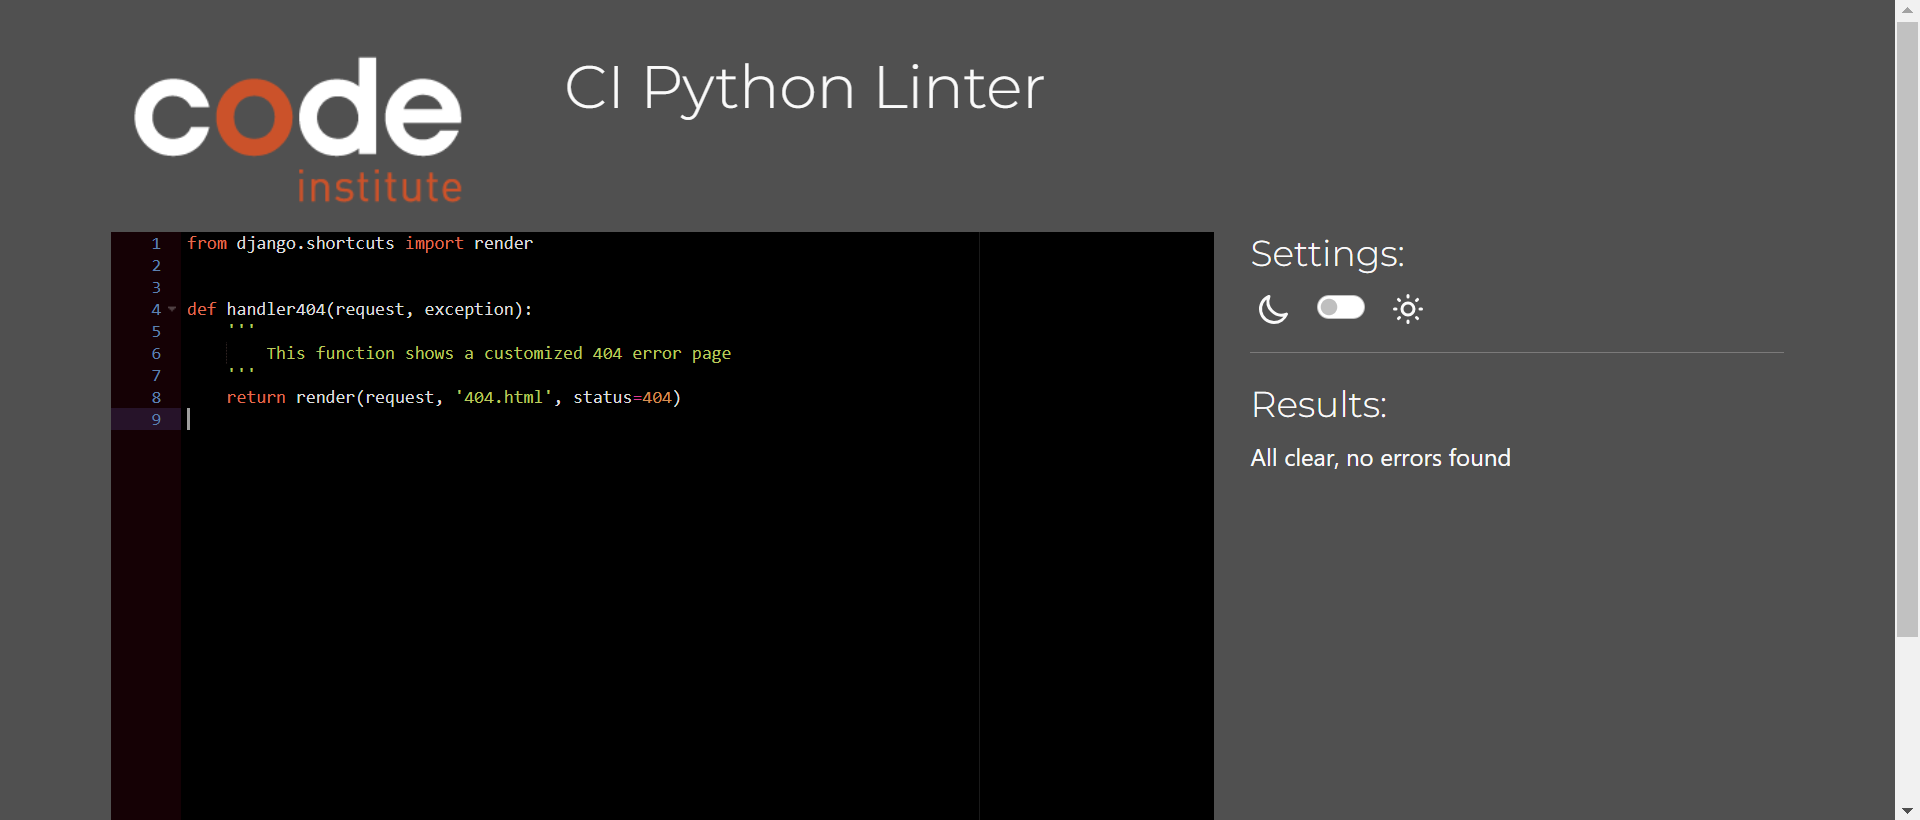 code
institute
CI Python Linter
1 from django.shortcuts import render
2
3
4 def handler404(request, exception):
5     '''
6         This function shows a customized 404 error page
7     '''
8     return render(request, '404.html', status=404)
9
Settings:
Results:
All clear, no errors found